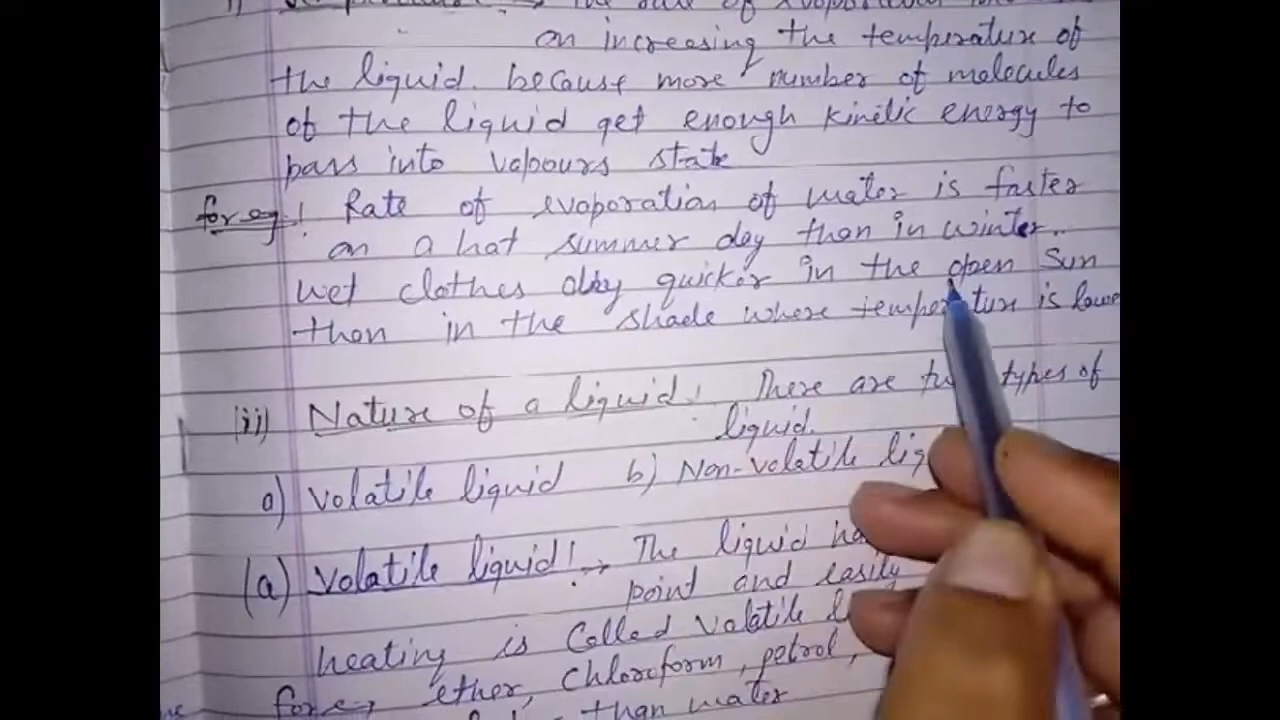 on increasing the temperature of
the liquid. because more number of molecules
of the liquid get enough kinetic energy to
pass into vapours state
for eg! Rate of evaporation of water is faster
on a hot summer day than in winter.
wet clothes dry quicker in the open Sun
than in the shade where is
(ii) Nature of a liquid! There are types of
liquid.
a) Volatile liquid b) Non-volatile
(a) Volatile liquid! → The liquid
point and easily
heating is called volatile
ether, chloroform, petrol,
than water